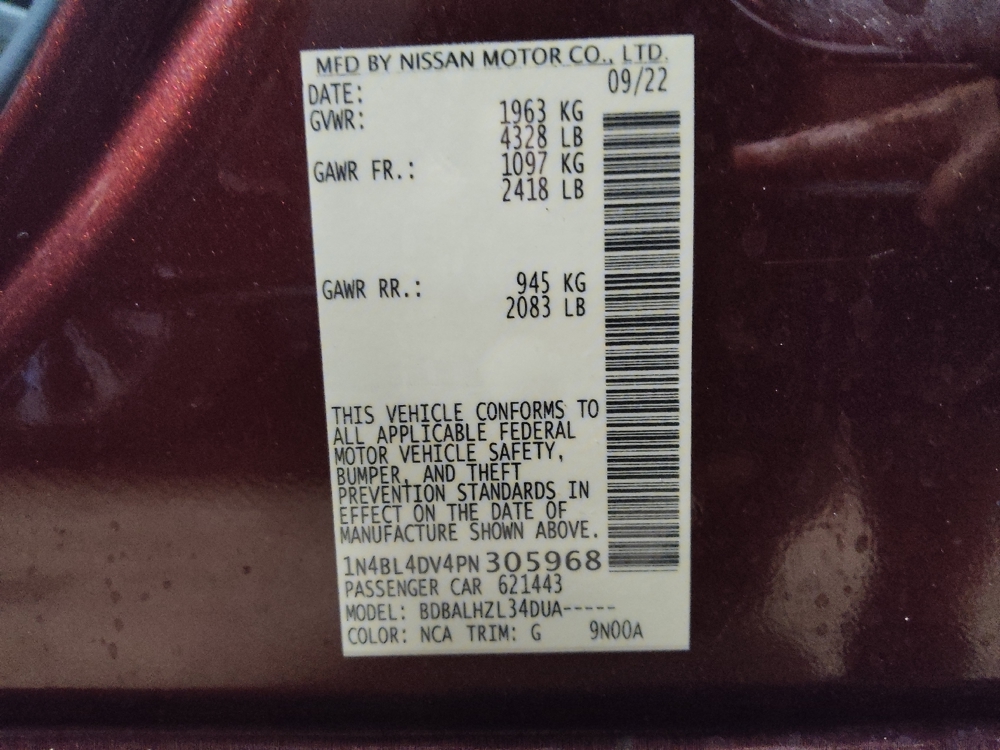 MFD BY NISSAN MOTOR CO., LTD.
DATE: 09/22
GVWR: 1963 KG
4328 LB
GAWR FR.: 1097 KG
2418 LB
GAWR RR.: 945 KG
2083 LB
THIS VEHICLE CONFORMS TO
ALL APPLICABLE FEDERAL
MOTOR VEHICLE SAFETY,
BUMPER, AND THEFT
PREVENTION STANDARDS IN
EFFECT ON THE DATE OF
MANUFACTURE SHOWN ABOVE.
1N4BL4DV4PN305968
PASSENGER CAR 621443
MODEL: BDBALHZL34DUA-----
COLOR: NCA TRIM: G 9N00A